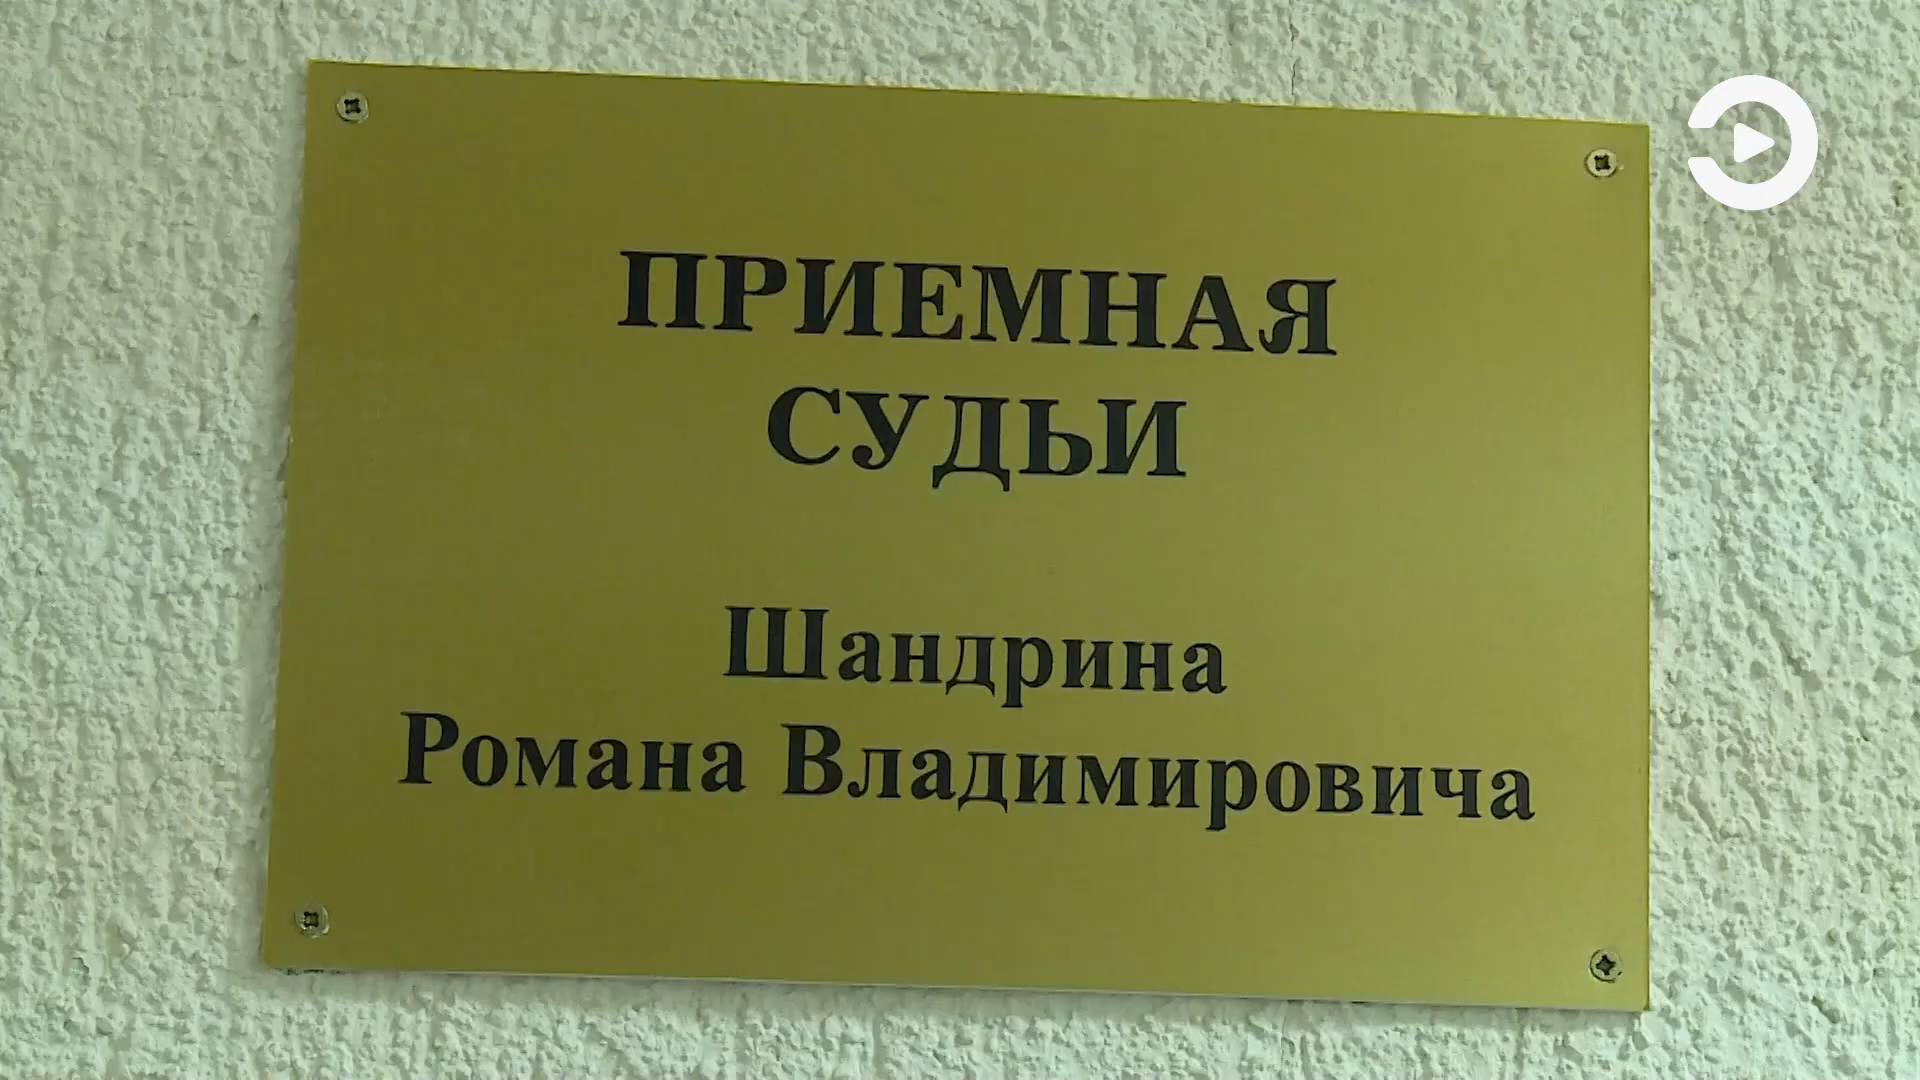 ПРИЕМНАЯ
СУДЬИ
Шандрина
Романа Владимировича